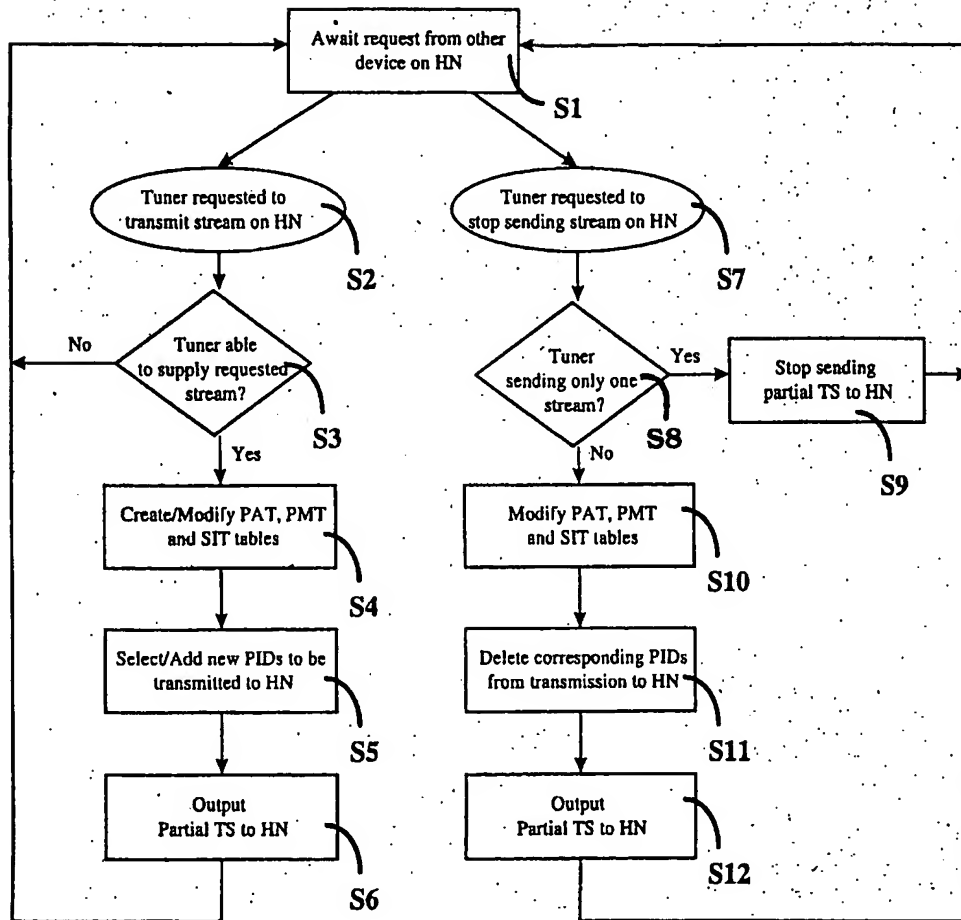 Await request from other
device on HN
S1
Tuner requested to
transmit stream on HN
S2
Tuner requested to
stop sending stream on HN
S7
No
Tuner able
to supply requested
stream?
S3
Yes
Tuner
sending only one
stream?
S8
Yes
No
Stop sending
partial TS to HN
S9
Create/Modify PAT, PMT
and SIT tables
S4
Modify PAT, PMT
and SIT tables
S10
Select/Add new PIDs to be
transmitted to HN
S5
Delete corresponding PIDs
from transmission to HN
S11
Output
Partial TS to HN
S6
Output
Partial TS to HN
S12